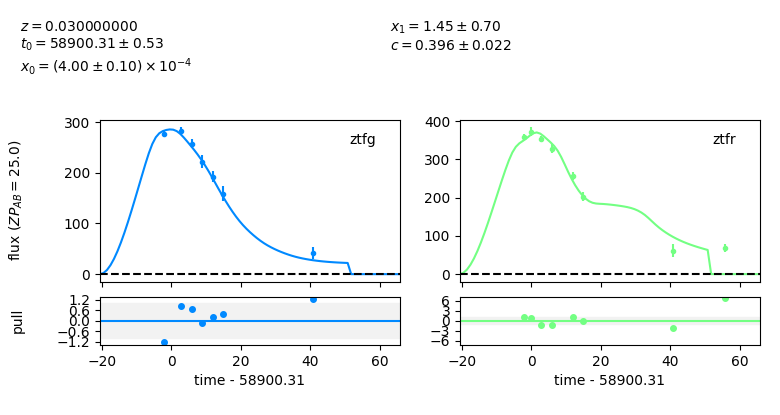 z = 0.030000000
t₀ = 58900.31 ± 0.53
x₀ = (4.00 ± 0.10) × 10⁻⁴
x₁ = 1.45 ± 0.70
c = 0.396 ± 0.022
flux (ZP_AB = 25.0)
300
200
100
0
ztfg
400
300
200
100
0
ztfr
pull
1.2
0.6
0.0
−0.6
−1.2
6
3
0
−3
−6
−20 0 20 40 60
−20 0 20 40 60
time - 58900.31
time - 58900.31